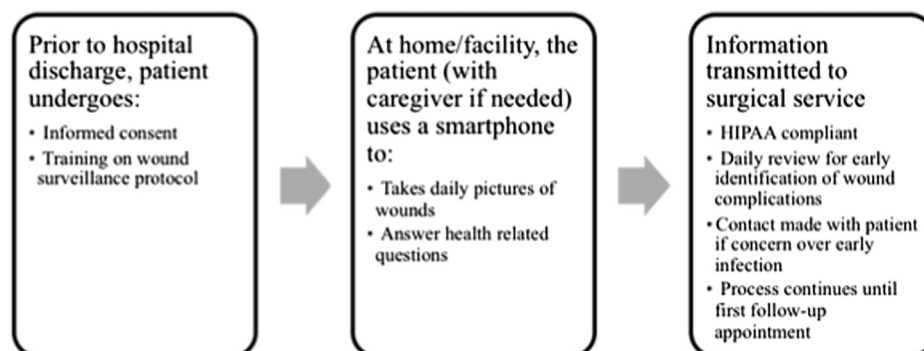 Prior to hospital
discharge, patient
undergoes:
• Informed consent
• Training on wound
surveillance protocol
At home/facility, the
patient (with
caregiver if needed)
uses a smartphone
to:
• Takes daily pictures of
wounds
• Answer health related
questions
Information
transmitted to
surgical service
• HIPAA compliant
• Daily review for early
identification of wound
complications
• Contact made with patient
if concern over early
infection
• Process continues until
first follow-up
appointment